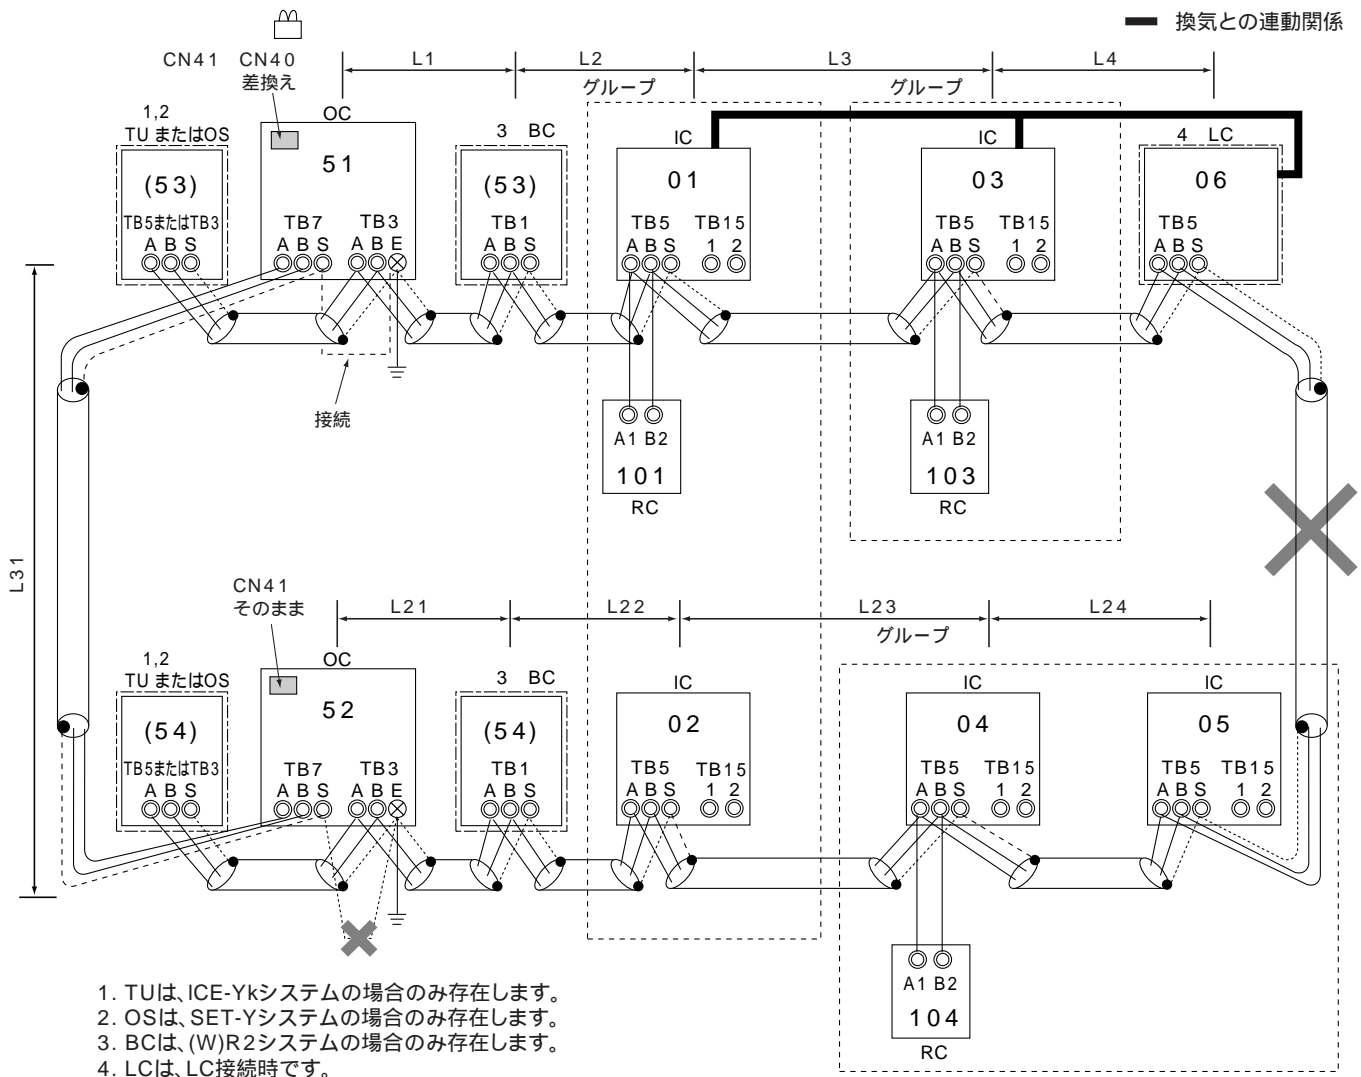 換気との連動関係
CN41 CN40
差換え
L1 L2 L3 L4
グループ グループ
1,2
TU またはOS
OC
3 BC
IC
IC
4 LC
(53)
51
(53)
01
03
06
TB5またはTB3
A B S
TB7 TB3
A B S A B E
TB1
A B S
TB5 TB15
A B S 1 2
TB5 TB15
A B S 1 2
TB5
A B S
接続
A1 B2
101
RC
A1 B2
103
RC
L31
CN41
そのまま
L21 L22 L23 L24
グループ
1,2
TU またはOS
OC
3 BC
IC
IC
(54)
52
(54)
02
04
05
TB5またはTB3
A B S
TB7 TB3
A B S A B E
TB1
A B S
TB5 TB15
A B S 1 2
TB5 TB15
A B S 1 2
TB5 TB15
A B S 1 2
A1 B2
104
RC
1. TUは、ICE-Ykシステムの場合のみ存在します。
2. OSは、SET-Yシステムの場合のみ存在します。
3. BCは、(W)R2システムの場合のみ存在します。
4. LCは、LC接続時です。